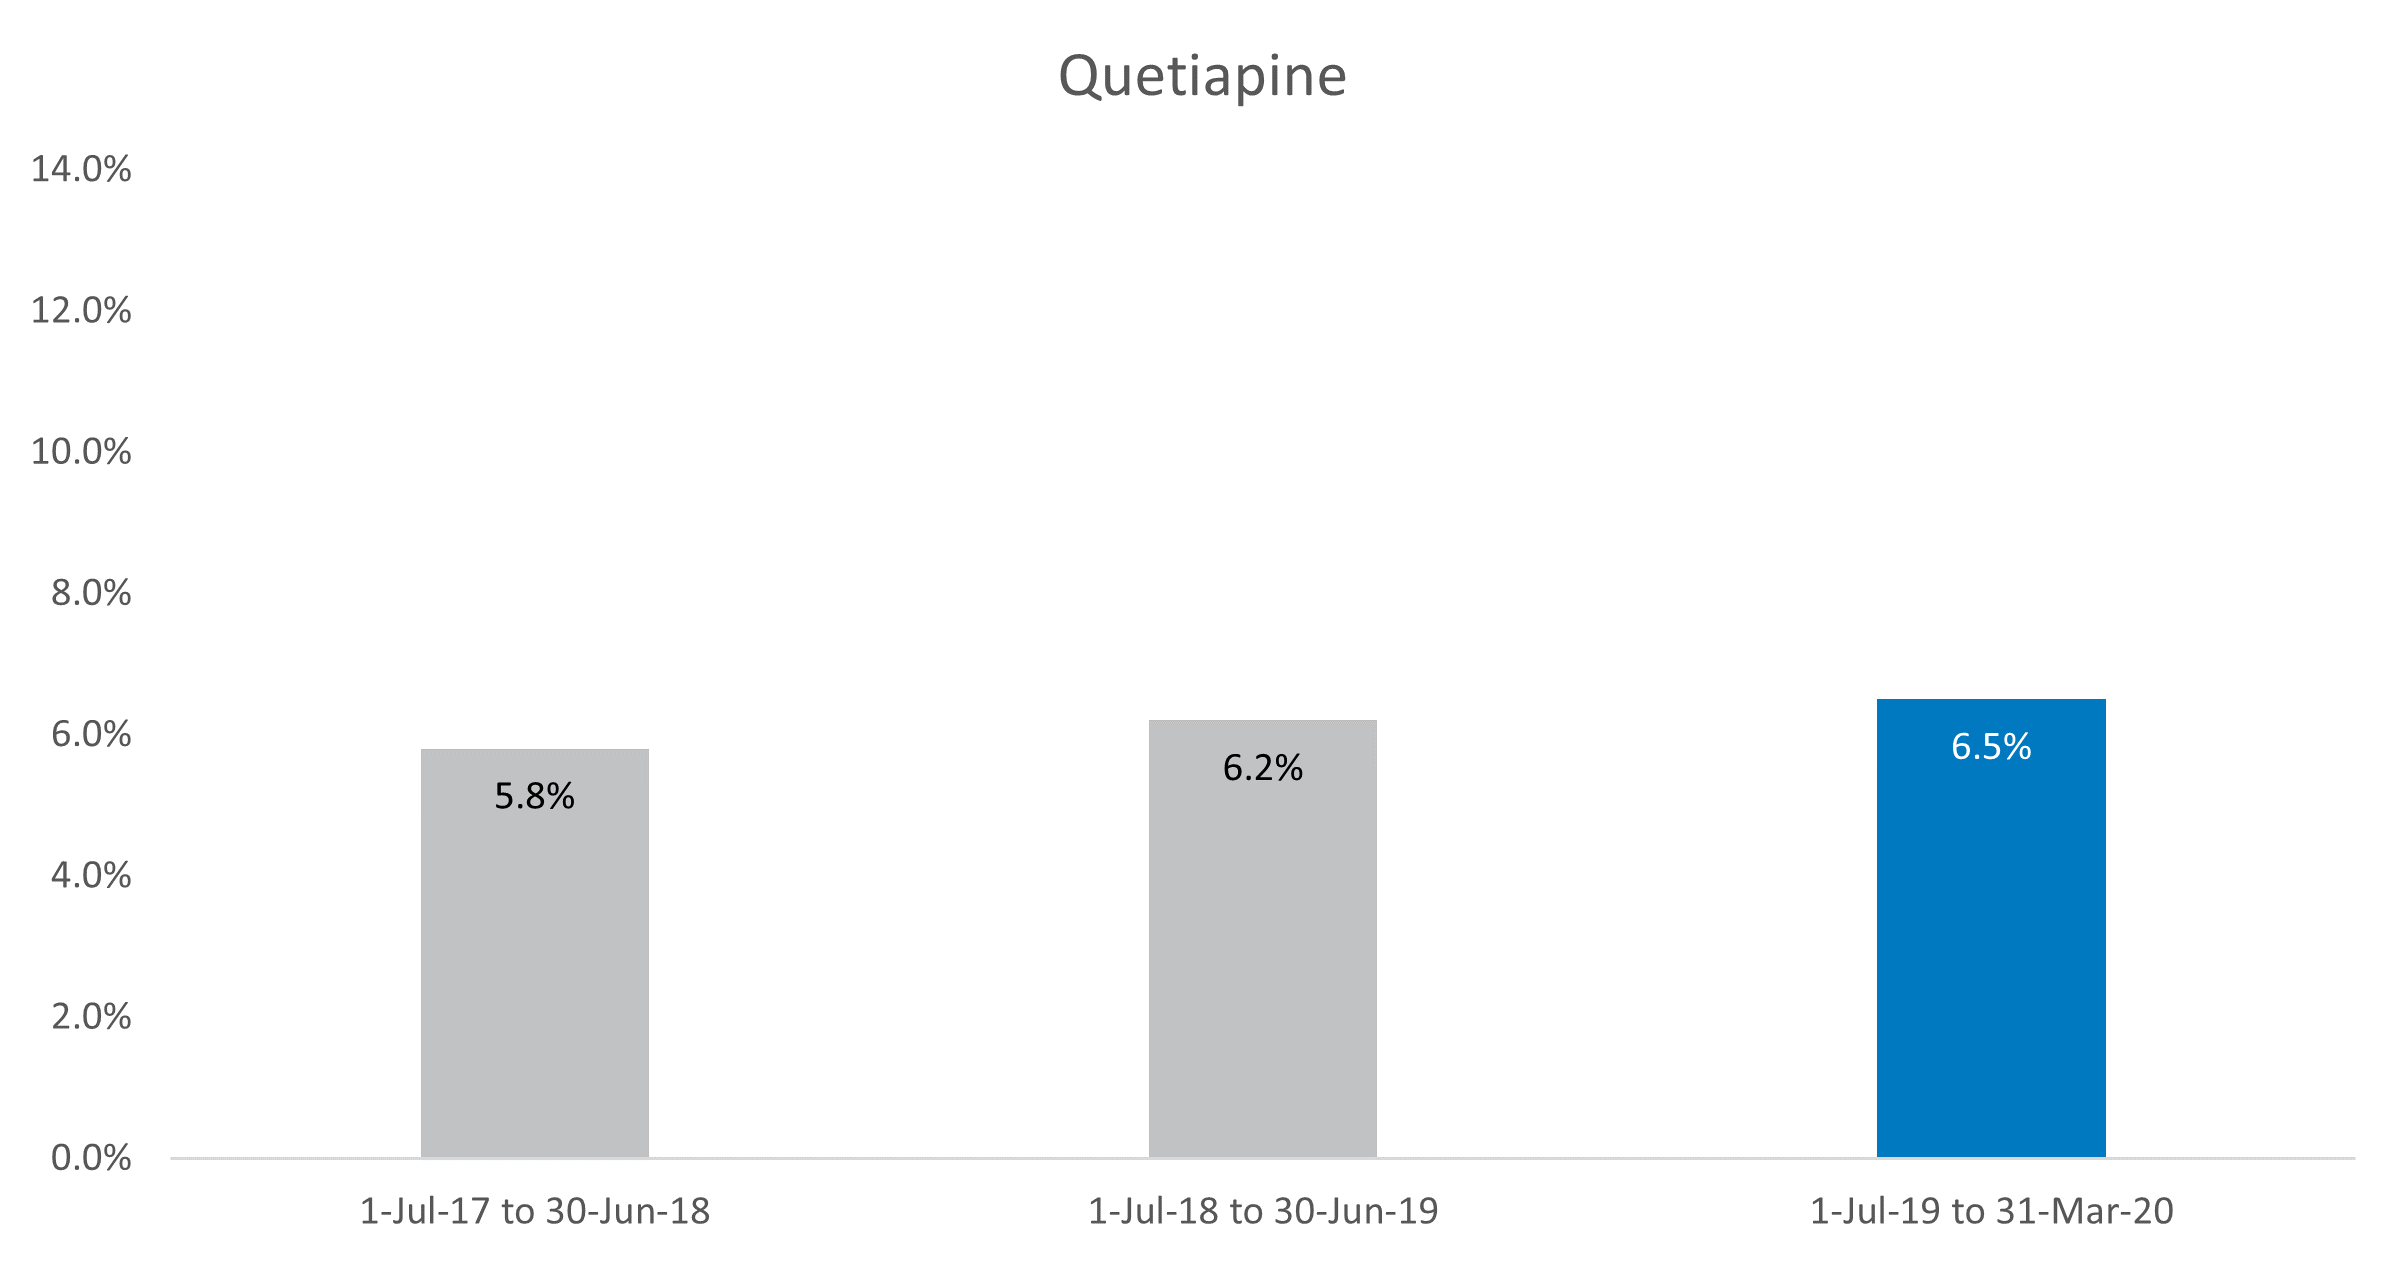 Quetiapine
14.0%
12.0%
10.0%
8.0%
6.0%
4.0%
2.0%
0.0%
5.8%
6.2%
6.5%
1-Jul-17 to 30-Jun-18
1-Jul-18 to 30-Jun-19
1-Jul-19 to 31-Mar-20